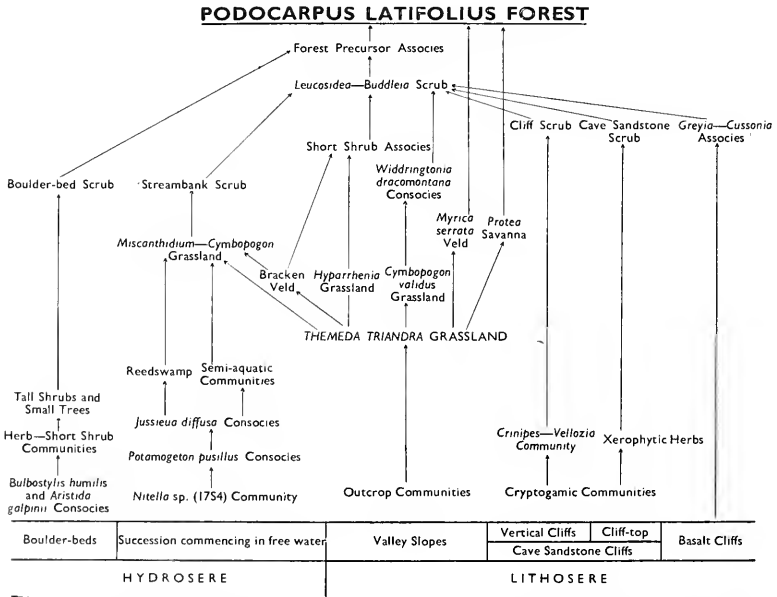 PODOCARPUS LATIFOLIUS FOREST
Forest Precursor Associes
Leucosidea—Buddleia Scrub
Cliff Scrub
Cave Sandstone
Scrub
Greyia—Cussonia
Associes
Short Shrub Associes
Widdringtonia
dracomontana
Consocies
Boulder-bed Scrub
Streambank Scrub
Myrica
serrata
Veld
Protea
Savanna
Miscanthidium—Cymbopogon
Grassland
Bracken
Veld
Hyparrhenia
Grassland
Cymbopogon
validus
Grassland
THEMEDA TRIANDRA GRASSLAND
Reedswamp
Semi-aquatic
Communities
Tall Shrubs and
Small Trees
Jussieua diffusa Consocies
Herb—Short Shrub
Communities
Crinipes—Vellozia
Community
Xerophytic Herbs
Potamogeton pusillus Consocies
Bulbostylis humilis
and Aristida
galpinii Consocies
Nitella sp. (1754) Community
Outcrop Communities
Cryptogamic Communities
Boulder-beds
Succession commencing in free water
Valley Slopes
Vertical Cliffs
Cliff-top
Cave Sandstone Cliffs
Basalt Cliffs
HYDROSERE
LITHOSERE